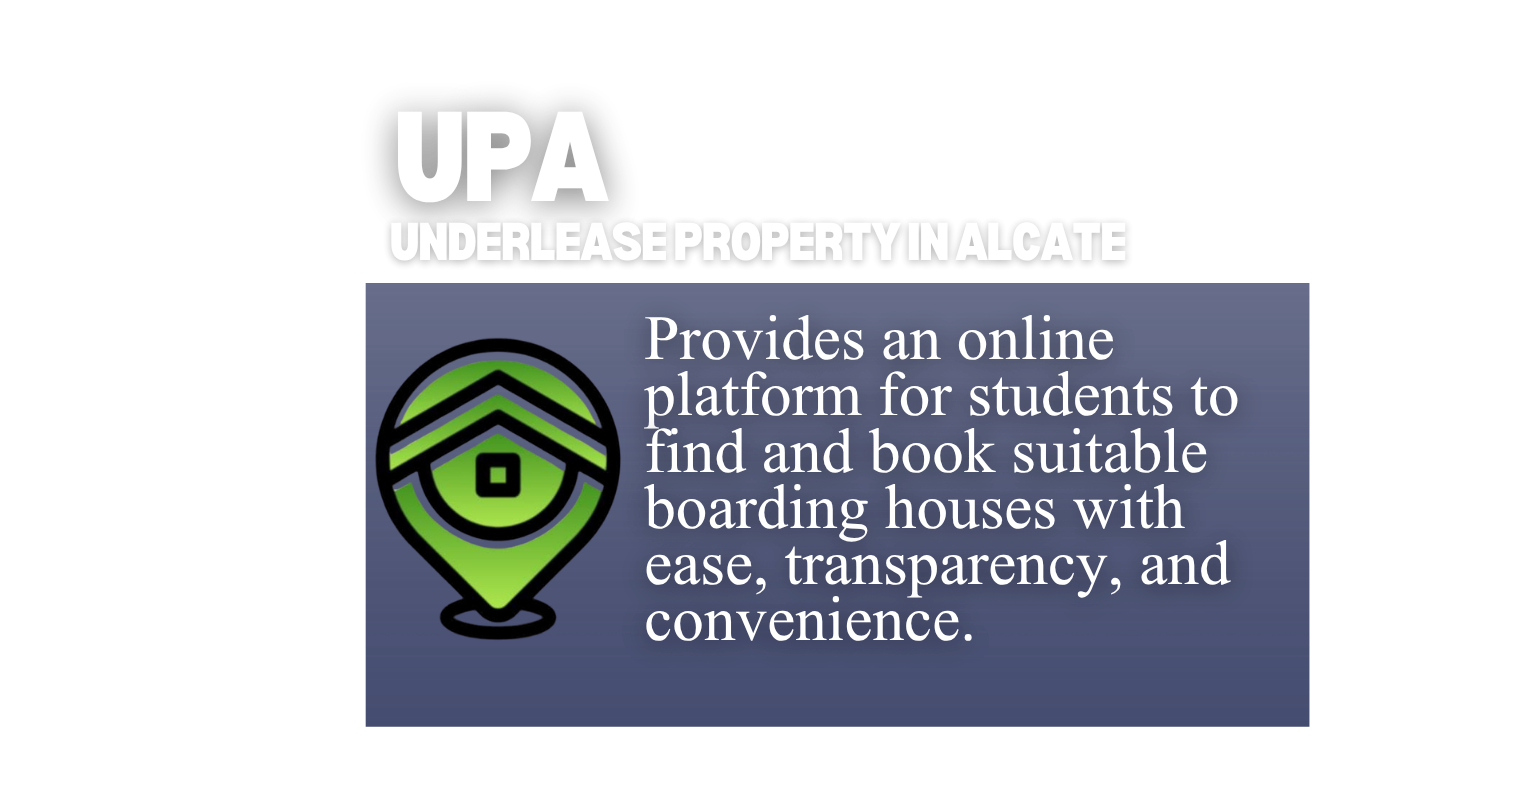 UPA
UNDERLEASE PROPERTY IN ALCATE
Provides an online
platform for students to
find and book suitable
boarding houses with
ease, transparency, and
convenience.